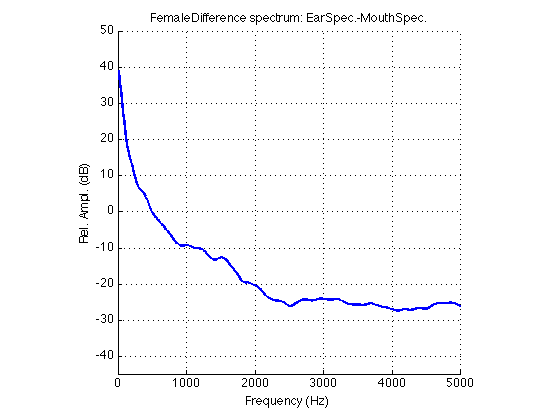 FemaleDifference spectrum: EarSpec.-MouthSpec.
50
40
30
20
10
0
-10
-20
-30
-40
Rel. Ampl. (dB)
0 1000 2000 3000 4000 5000
Frequency (Hz)